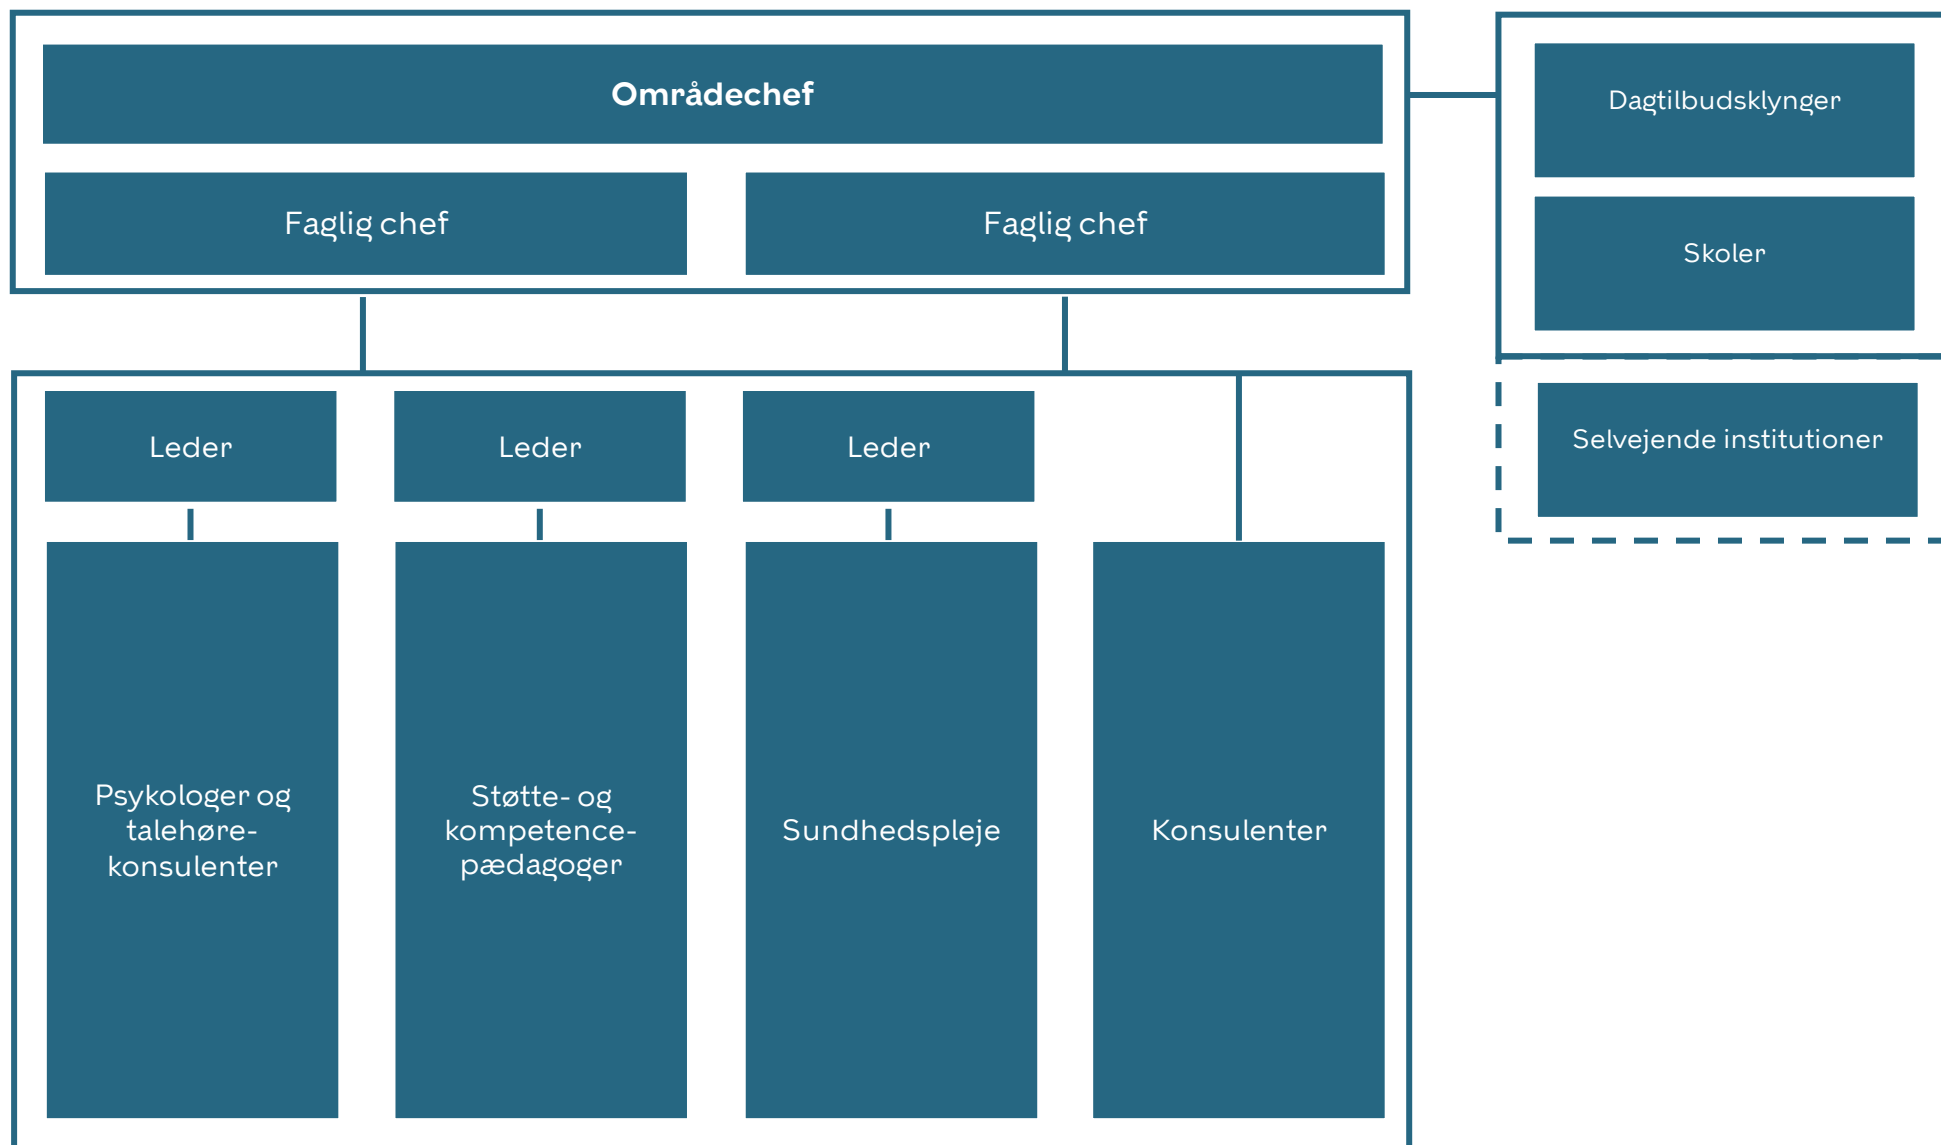 Områdechef
Faglig chef
Faglig chef
Dagtilbudsklynger
Skoler
Selvejende institutioner
Leder
Leder
Leder
Psykologer og
talehøre-
konsulenter
Støtte- og
kompetence-
pædagoger
Sundhedspleje
Konsulenter